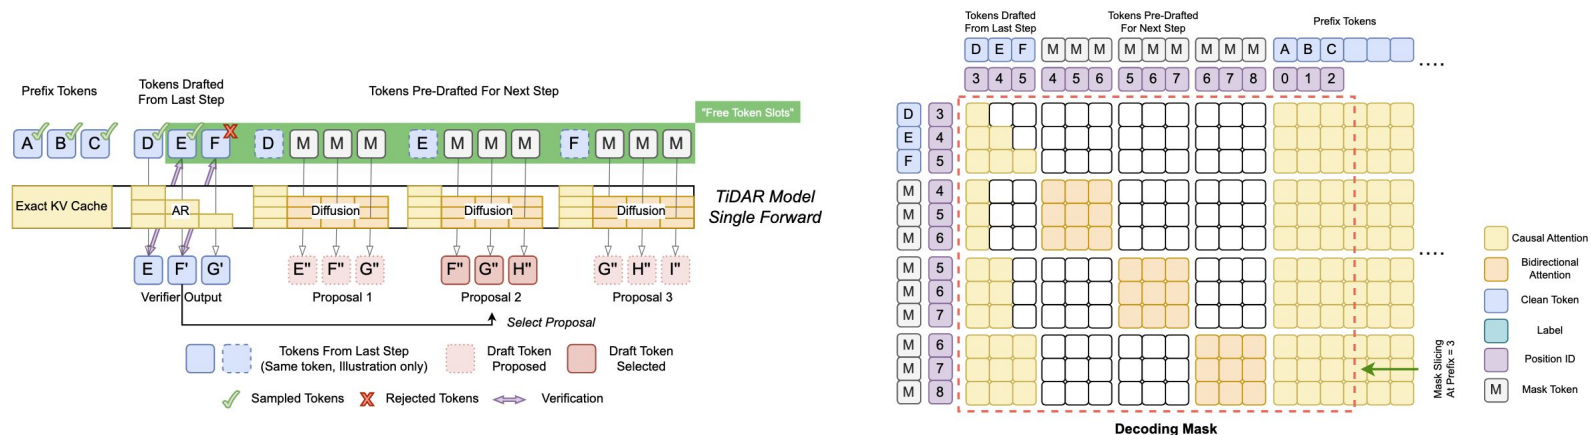 Prefix Tokens
Tokens Drafted
From Last Step
Tokens Pre-Drafted For Next Step
"Free Token Slots"
A B C D E F D M M M E M M M F M M M
Exact KV Cache
AR
Diffusion
Diffusion
Diffusion
TiDAR Model
Single Forward
E F' G' E" F" G" F" G" H" G" H" I"
Verifier Output
Proposal 1
Proposal 2
Proposal 3
Select Proposal
Tokens From Last Step
(Same token, Illustration only)
Draft Token
Proposed
Draft Token
Selected
Sampled Tokens
Rejected Tokens
Verification
Tokens Drafted
From Last Step
Tokens Pre-Drafted
For Next Step
Prefix Tokens
D E F M M M M M M M M M A B C
....
3 4 5 4 5 6 5 6 7 6 7 8 0 1 2
D 3
E 4
F 5
M 4
M 5
M 6
M 5
M 6
M 7
M 6
M 7
M 8
....
Mask Slicing
At Prefix = 3
Decoding Mask
Causal Attention
Bidirectional
Attention
Clean Token
Label
Position ID
M
Mask Token